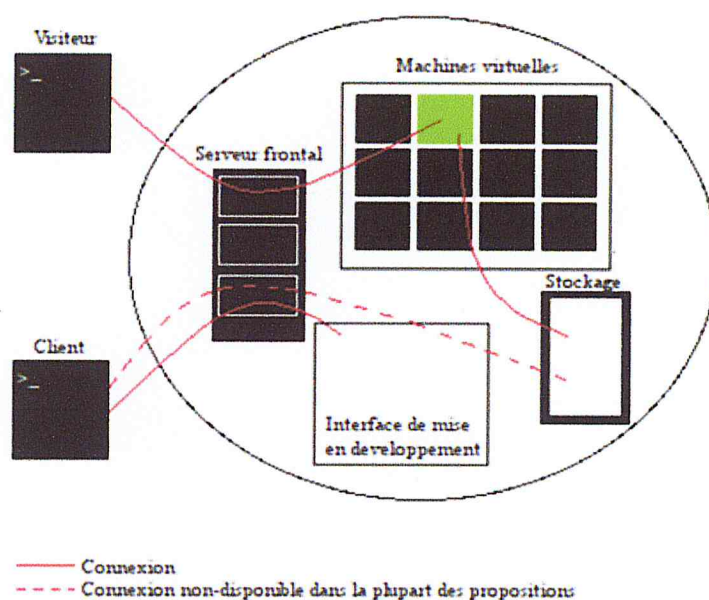 Visiteur
>_
Machines virtuelles
Serveur frontal
Stockage
Client
>_
Interface de mise
en developpement
Connexion
Connexion non-disponible dans la plupart des propositions